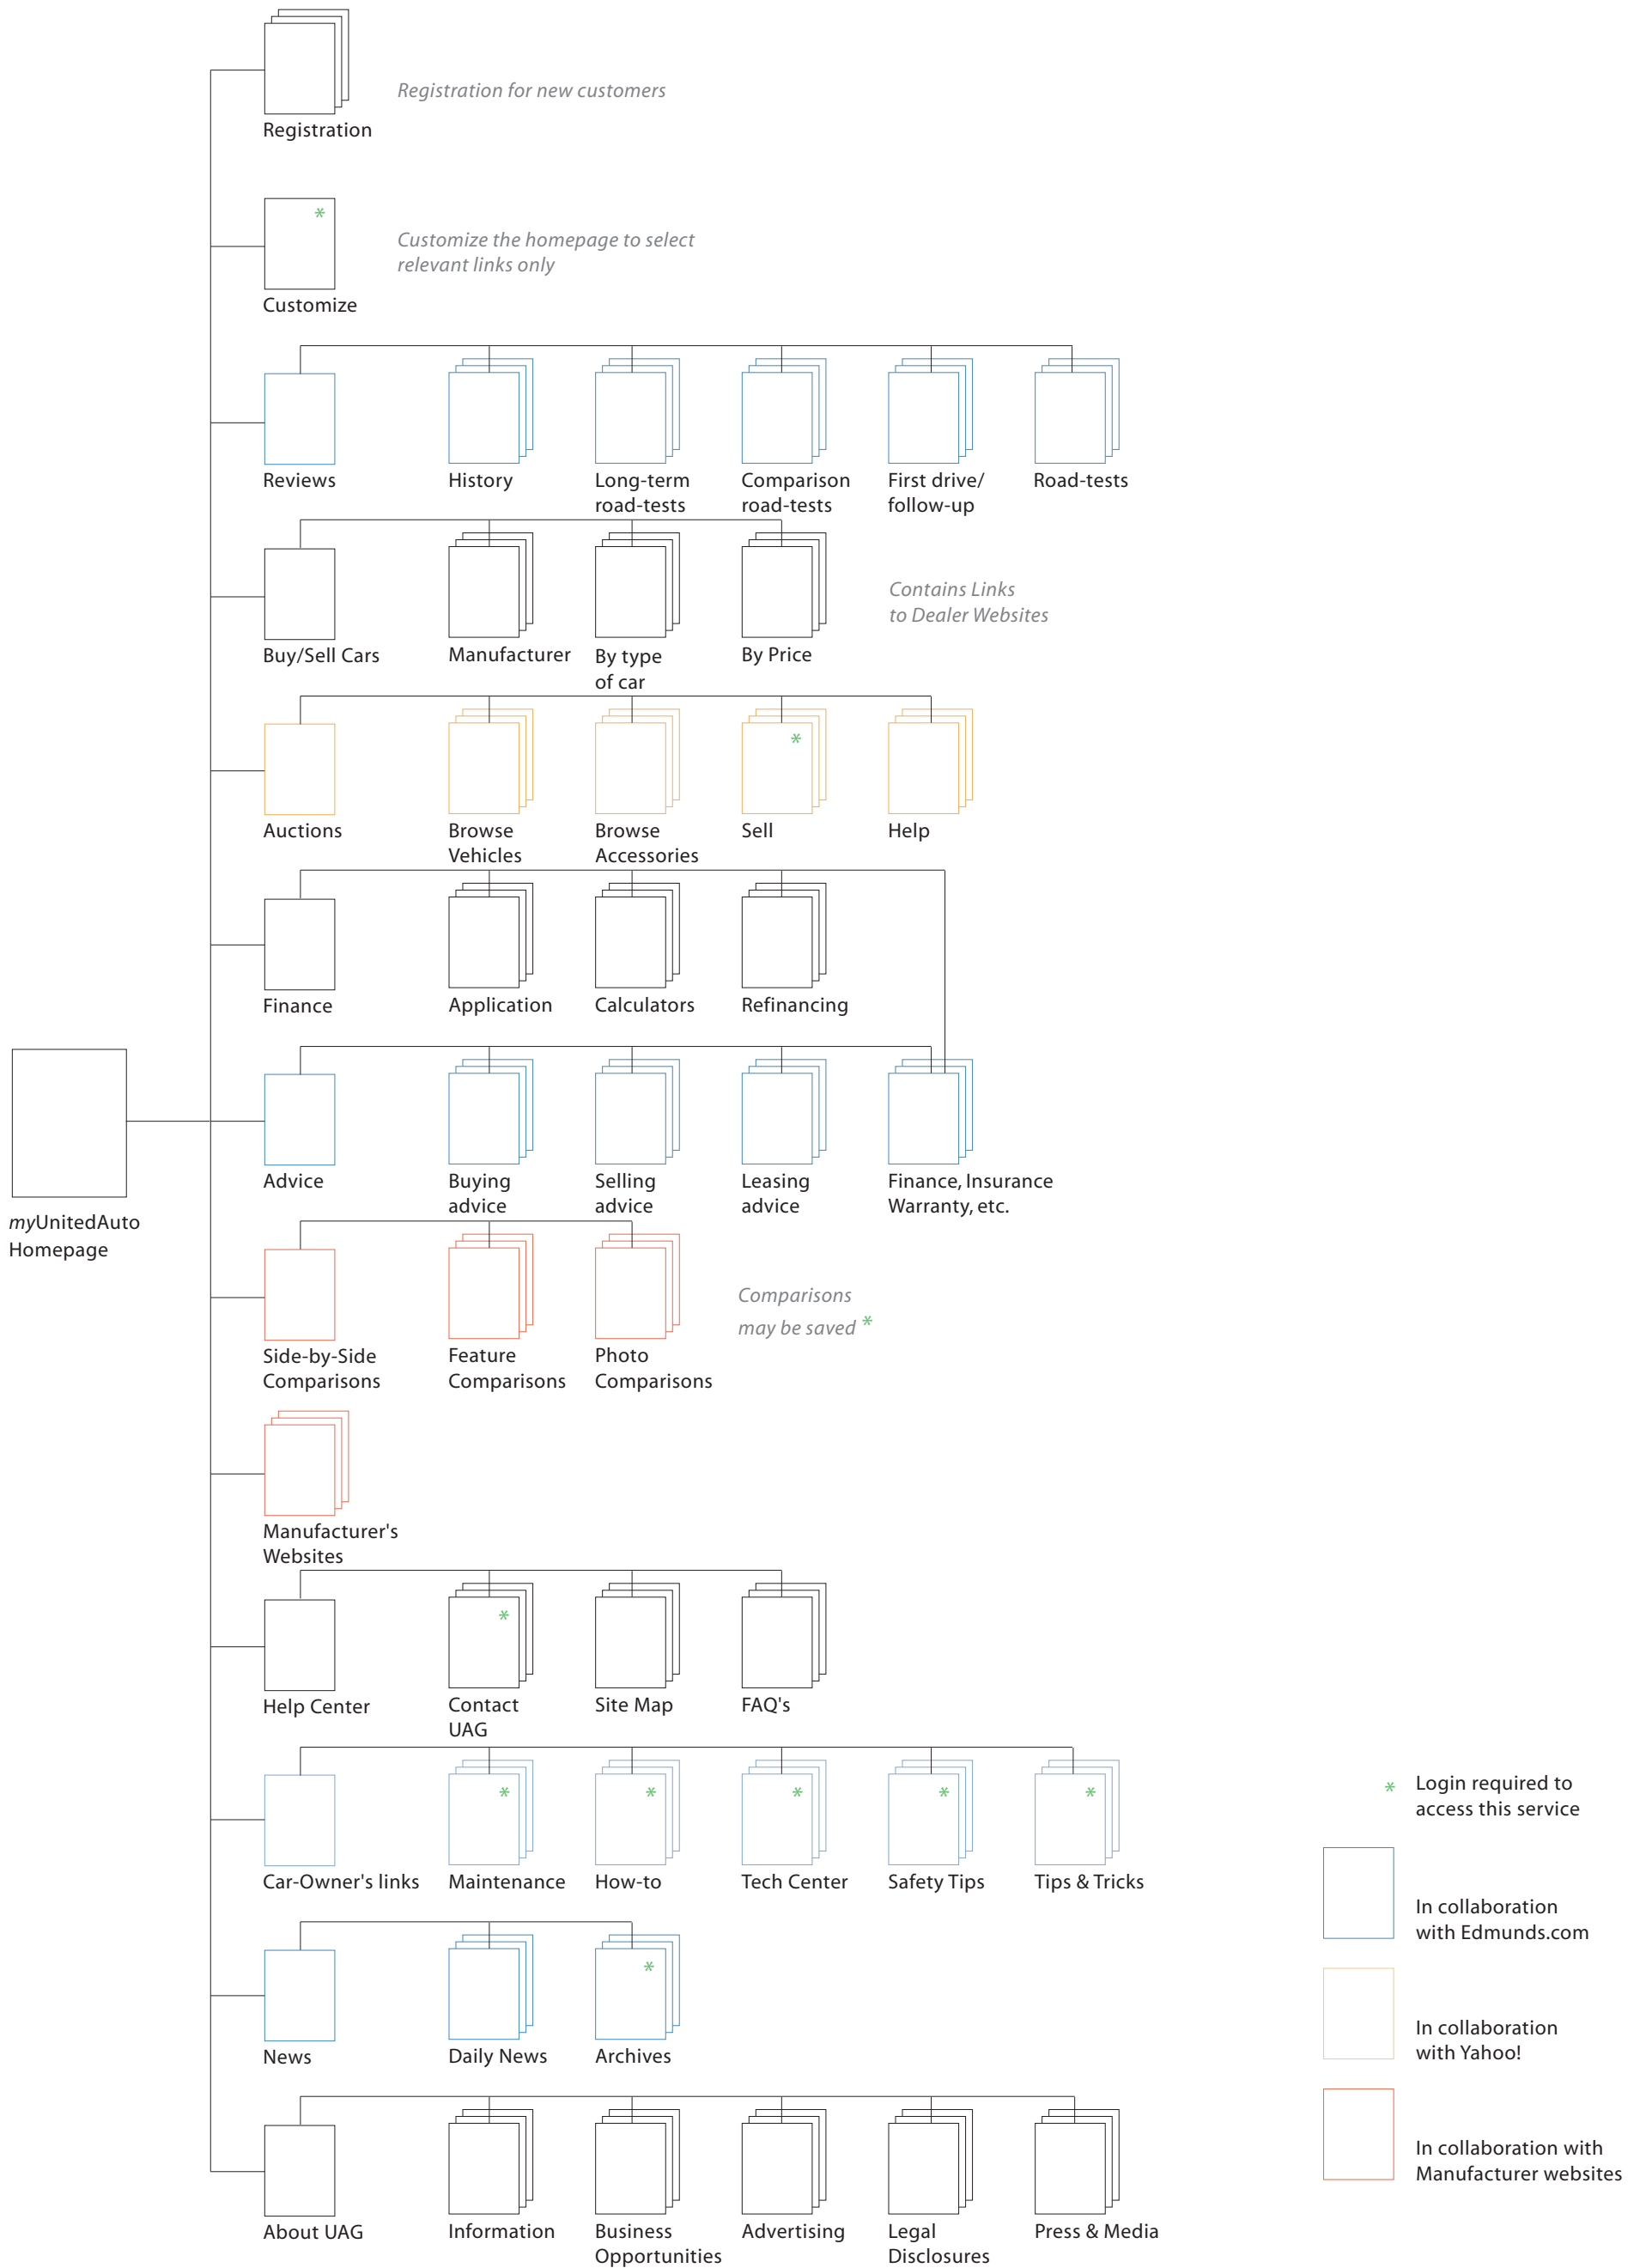 Registration for new customers
Registration
*
Customize the homepage to select
relevant links only
Customize
Reviews
History
Long-term
road-tests
Comparison
road-tests
First drive/
follow-up
Road-tests
Contains Links
to Dealer Websites
Buy/Sell Cars
Manufacturer
By type
of car
By Price
*
Auctions
Browse
Vehicles
Browse
Accessories
Sell
Help
Finance
Application
Calculators
Refinancing
myUnitedAuto
Homepage
Advice
Buying
advice
Selling
advice
Leasing
advice
Finance, Insurance
Warranty, etc.
Comparisons
may be saved *
Side-by-Side
Comparisons
Feature
Comparisons
Photo
Comparisons
Manufacturer's
Websites
*
Help Center
Contact
UAG
Site Map
FAQ's
*
*
*
*
*
Car-Owner's links
Maintenance
How-to
Tech Center
Safety Tips
Tips & Tricks
*
News
Daily News
Archives
About UAG
Information
Business
Opportunities
Advertising
Legal
Disclosures
Press & Media
* Login required to
access this service
In collaboration
with Edmunds.com
In collaboration
with Yahoo!
In collaboration with
Manufacturer websites